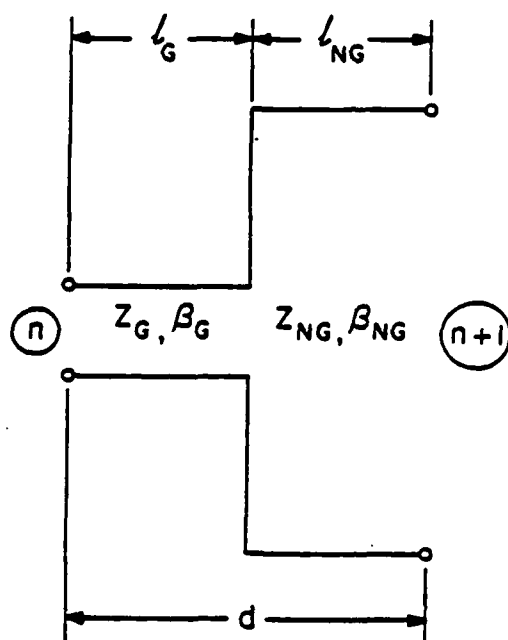 l_G l_NG
n Z_G, β_G Z_NG, β_NG n+1
d